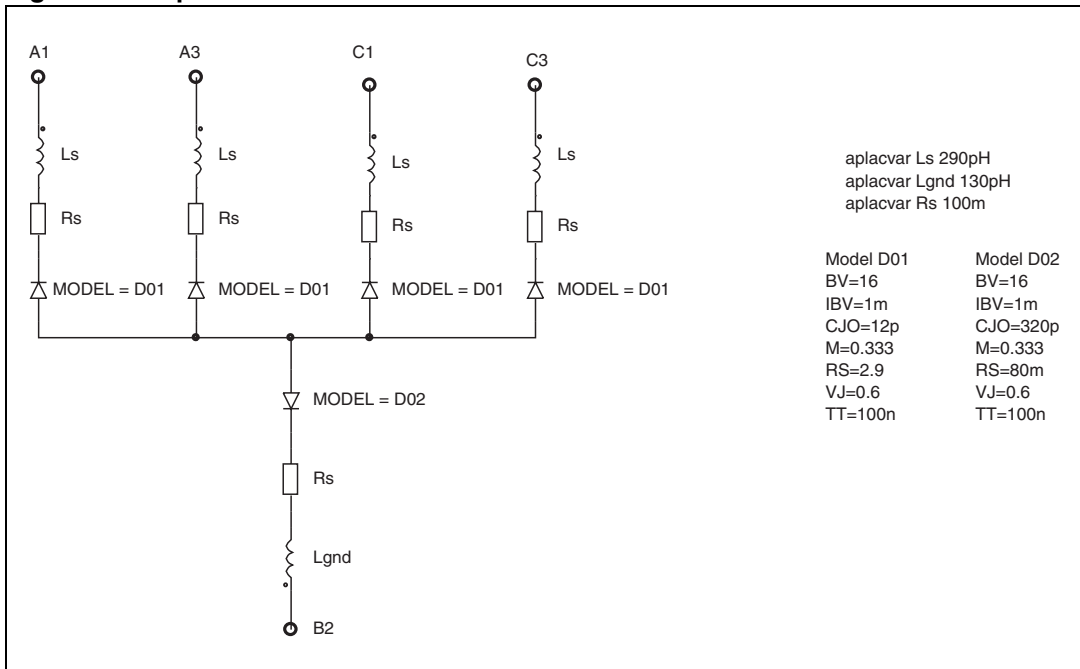 A1 A3 C1 C3
Ls Ls Ls Ls
Rs Rs Rs Rs
MODEL = D01 MODEL = D01 MODEL = D01 MODEL = D01
MODEL = D02
Rs
Lgnd
B2
aplacvar Ls 290pH
aplacvar Lgnd 130pH
aplacvar Rs 100m
Model D01 Model D02
BV=16 BV=16
IBV=1m IBV=1m
CJO=12p CJO=320p
M=0.333 M=0.333
RS=2.9 RS=80m
VJ=0.6 VJ=0.6
TT=100n TT=100n